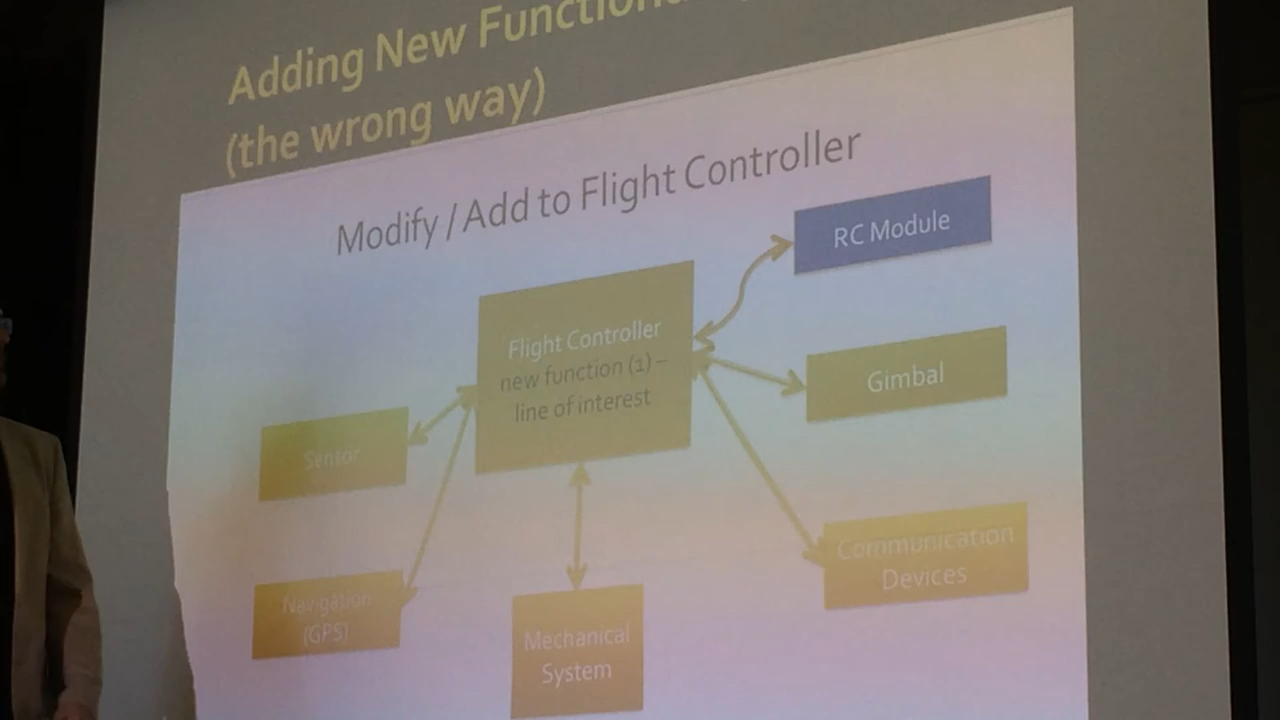 Adding New
(the wrong way)
Modify / Add to Flight Controller
RC Module
Flight Controller
new function (1) –
line of interest
Gimbal
Sensor
Communication
Devices
Navigation
(GPS)
Mechanical
System